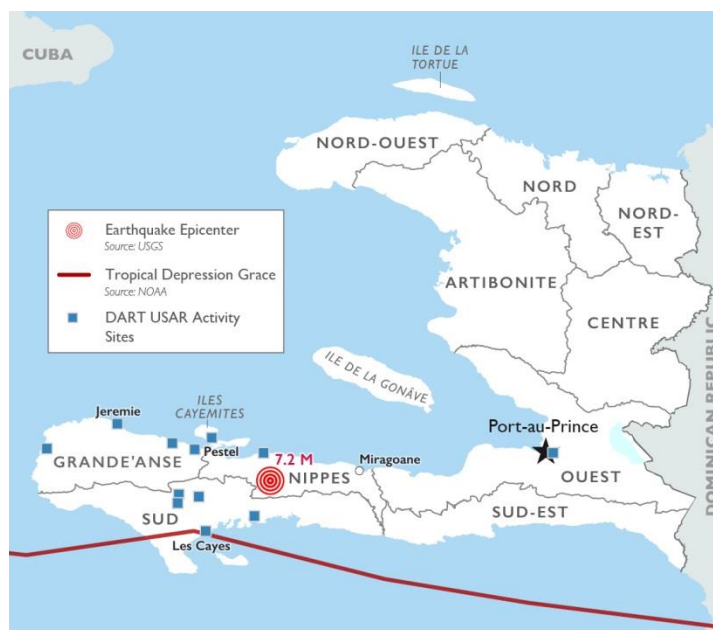 CUBA
ILE DE LA
TORTUE
NORD-OUEST
NORD
NORD-
EST
Earthquake Epicenter
Source: USGS
Tropical Depression Grace
Source: NOAA
DART USAR Activity
Sites
ARTIBONITE
CENTRE
ILE DE LA GONÂVE
DOMINICAN REPUBLIC
ILES
CAYEMITES
Jeremie
Port-au-Prince
Pestel
7.2 M
Miragoane
GRANDE'ANSE
NIPPES
OUEST
SUD-EST
SUD
Les Cayes